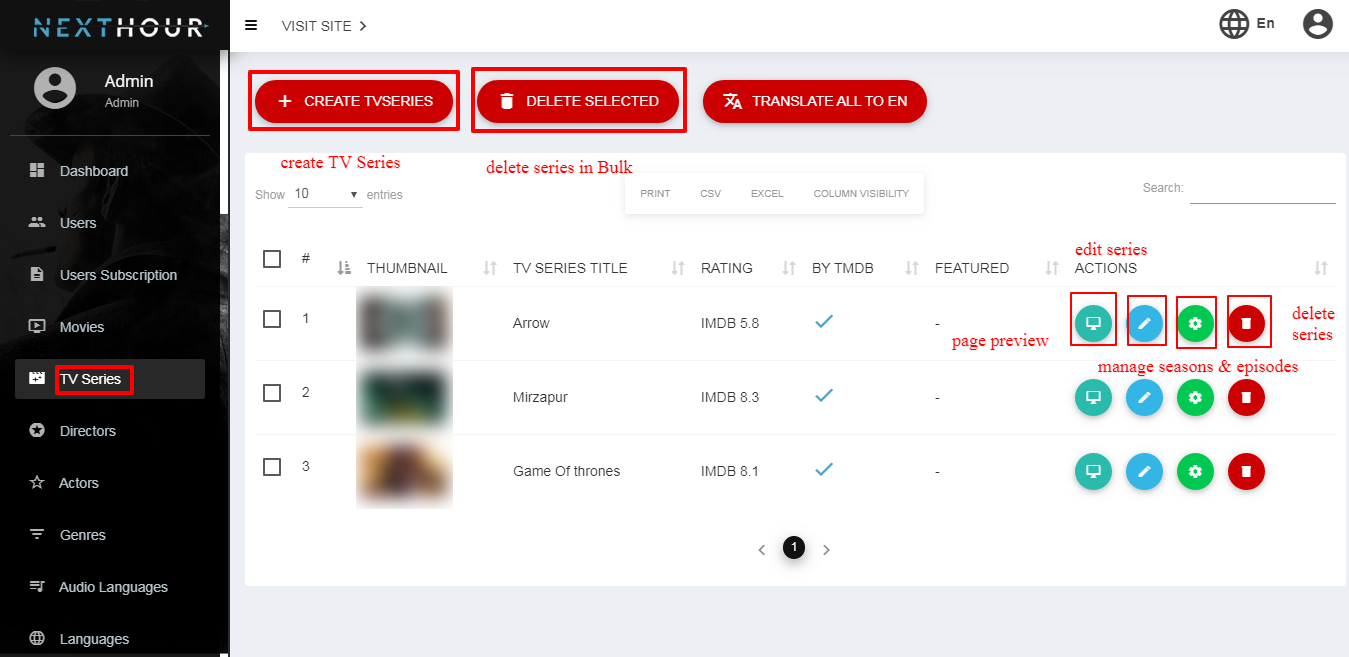 NEXTHOUR
VISIT SITE
En
Admin
Admin
Dashboard
Users
Users Subscription
Movies
TV Series
Directors
Actors
Genres
Audio Languages
Languages
CREATE TVSERIES
DELETE SELECTED
TRANSLATE ALL TO EN
create TV Series
delete series in Bulk
Show 10 entries
PRINT CSV EXCEL COLUMN VISIBILITY
Search:
edit series
# THUMBNAIL TV SERIES TITLE RATING BY TMDB FEATURED ACTIONS
1 Arrow IMDB 5.8 -
page preview
delete
series
manage seasons & episodes
2 Mirzapur IMDB 8.3 -
3 Game Of thrones IMDB 8.1 -
1